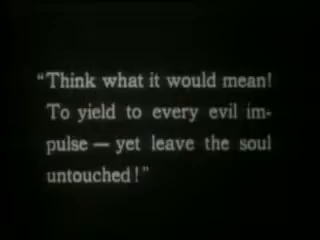 “Think what it would mean!
To yield to every evil im-
pulse — yet leave the soul
untouched!”